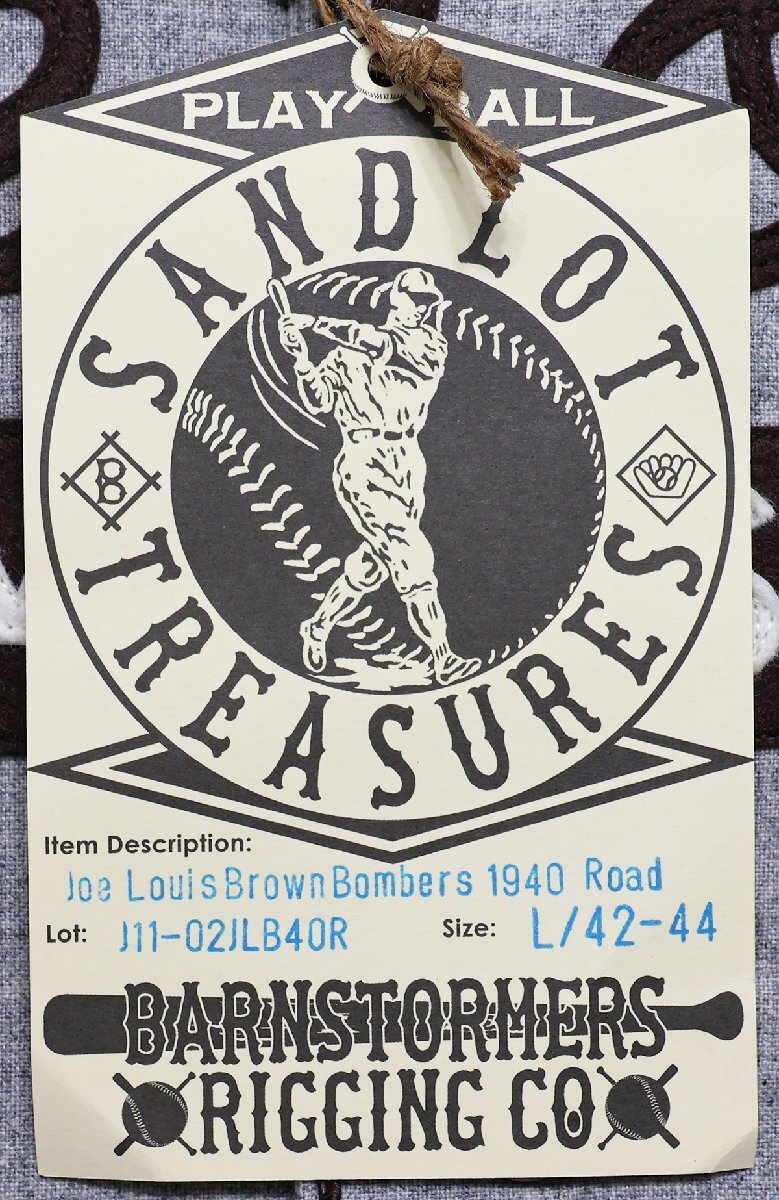 PLAY BALL
SANDLOT
B
TREASURES
Item Description:
Joe Louis Brown Bombers 1940 Road
Lot: J11-02JLB40R Size: L/42-44
BARNSTORMERS
RIGGING CO